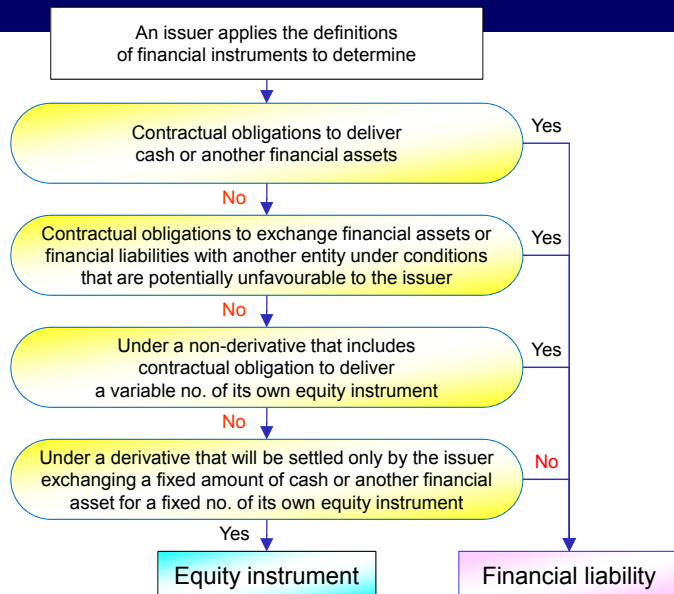 An issuer applies the definitions
of financial instruments to determine
Contractual obligations to deliver
cash or another financial assets
Yes
No
Contractual obligations to exchange financial assets or
financial liabilities with another entity under conditions
that are potentially unfavourable to the issuer
Yes
No
Under a non-derivative that includes
contractual obligation to deliver
a variable no. of its own equity instrument
Yes
No
Under a derivative that will be settled only by the issuer
exchanging a fixed amount of cash or another financial
asset for a fixed no. of its own equity instrument
No
Yes
Equity instrument
Financial liability